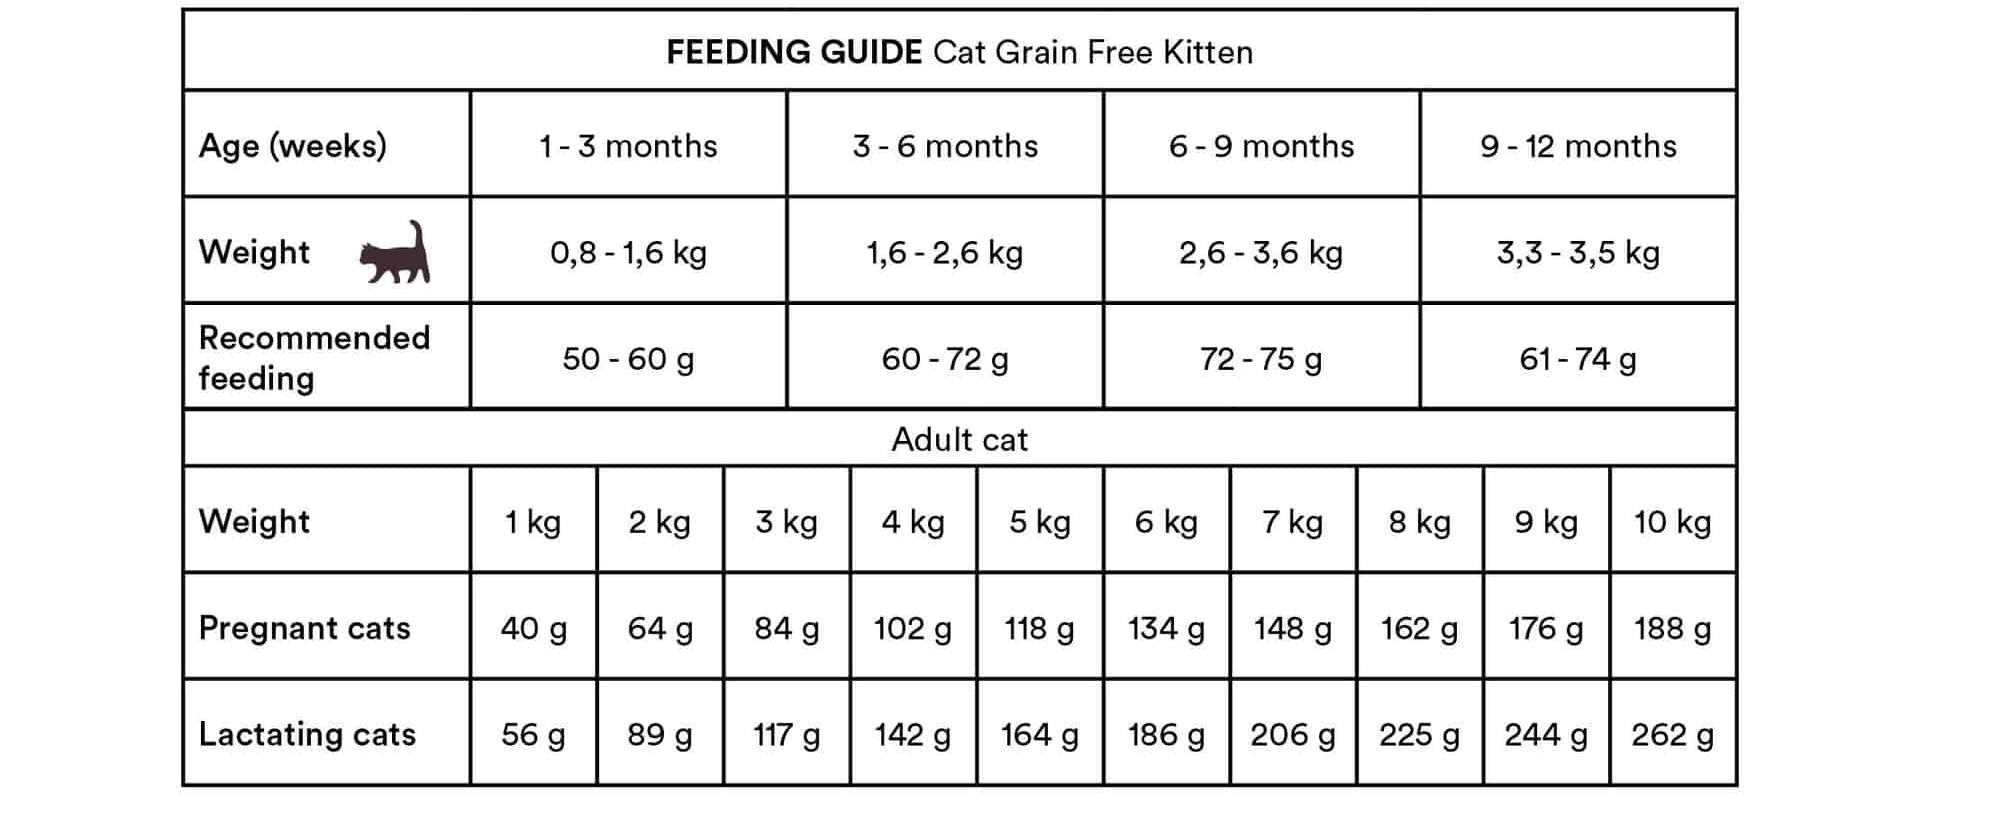 FEEDING GUIDE Cat Grain Free Kitten
Age (weeks) 1 - 3 months 3 - 6 months 6 - 9 months 9 - 12 months
Weight 0,8 - 1,6 kg 1,6 - 2,6 kg 2,6 - 3,6 kg 3,3 - 3,5 kg
Recommended
feeding 50 - 60 g 60 - 72 g 72 - 75 g 61 - 74 g
Adult cat
Weight 1 kg 2 kg 3 kg 4 kg 5 kg 6 kg 7 kg 8 kg 9 kg 10 kg
Pregnant cats 40 g 64 g 84 g 102 g 118 g 134 g 148 g 162 g 176 g 188 g
Lactating cats 56 g 89 g 117 g 142 g 164 g 186 g 206 g 225 g 244 g 262 g